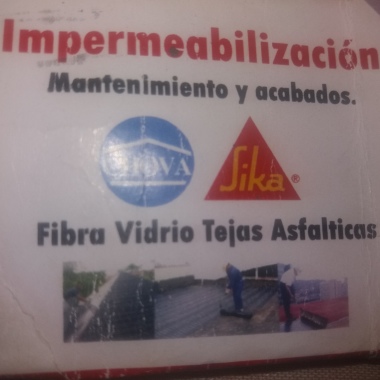 Impermeabilización
Mantenimiento y acabados.
Sika®
Fibra Vidrio Tejas Asfalticas